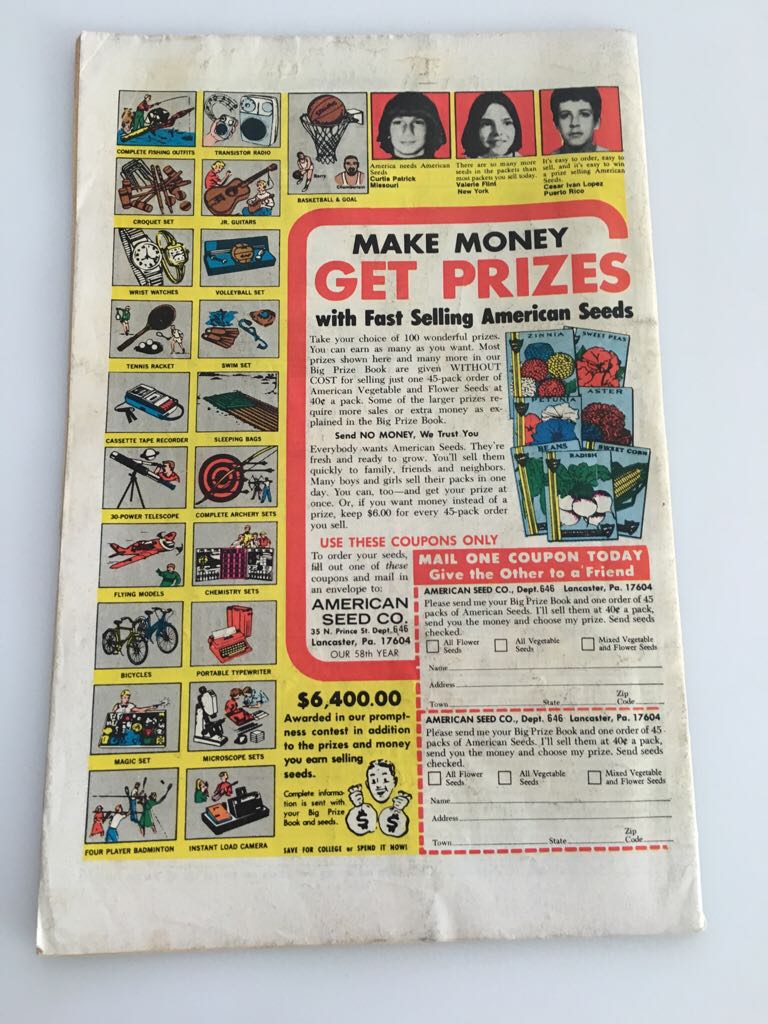 COMPLETE FISHING OUTFITS
TRANSISTOR RADIO
SPALDING
Barry
Chamberlain
BASKETBALL & GOAL
America needs American
Seeds
Curtis Patrick
Missouri
There are so many more
seeds in the packets than
most packets you sell today.
Valerie Flint
New York
It's easy to order, easy to
sell, and it's easy to win
a prize selling American
Seeds.
Cesar Ivan Lopez
Puerto Rico
CROQUET SET
JR. GUITARS
WRIST WATCHES
VOLLEYBALL SET
TENNIS RACKET
SWIM SET
CASSETTE TAPE RECORDER
SLEEPING BAGS
30-POWER TELESCOPE
COMPLETE ARCHERY SETS
FLYING MODELS
CHEMISTRY SETS
BICYCLES
PORTABLE TYPEWRITER
MAGIC SET
MICROSCOPE SETS
FOUR PLAYER BADMINTON
INSTANT LOAD CAMERA
MAKE MONEY
GET PRIZES
with Fast Selling American Seeds
Take your choice of 100 wonderful prizes.
You can earn as many as you want. Most
prizes shown here and many more in our
Big Prize Book are given WITHOUT
COST for selling just one 45-pack order of
American Vegetable and Flower Seeds at
40¢ a pack. Some of the larger prizes re-
quire more sales or extra money as ex-
plained in the Big Prize Book.
Send NO MONEY, We Trust You
Everybody wants American Seeds. They're
fresh and ready to grow. You'll sell them
quickly to family, friends and neighbors.
Many boys and girls sell their packs in one
day. You can, too—and get your prize at
once. Or, if you want money instead of a
prize, keep $6.00 for every 45-pack order
you sell.
ZINNIA
SWEET PEAS
PETUNIA
ASTER
BEANS
RADISH
SWEET CORN
USE THESE COUPONS ONLY
To order your seeds,
fill out one of these
coupons and mail in
an envelope to:
AMERICAN
SEED CO.
35 N. Prince St. Dept. 646
Lancaster, Pa. 17604
OUR 58th YEAR
MAIL ONE COUPON TODAY
Give the Other to a Friend
AMERICAN SEED CO., Dept. 646 Lancaster, Pa. 17604
Please send me your Big Prize Book and one order of 45
packs of American Seeds. I'll sell them at 40¢ a pack,
send you the money and choose my prize. Send seeds
checked.
All Flower
Seeds
All Vegetable
Seeds
Mixed Vegetable
and Flower Seeds
Name
Address
Town State Zip Code
AMERICAN SEED CO., Dept. 646 Lancaster, Pa. 17604
Please send me your Big Prize Book and one order of 45
packs of American Seeds. I'll sell them at 40¢ a pack,
send you the money and choose my prize. Send seeds
checked.
All Flower
Seeds
All Vegetable
Seeds
Mixed Vegetable
and Flower Seeds
Name
Address
Town State Zip Code
$6,400.00
Awarded in our prompt-
ness contest in addition
to the prizes and money
you earn selling
seeds.
Complete informa-
tion is sent with
your Big Prize
Book and seeds.
$ $
SAVE FOR COLLEGE or SPEND IT NOW!